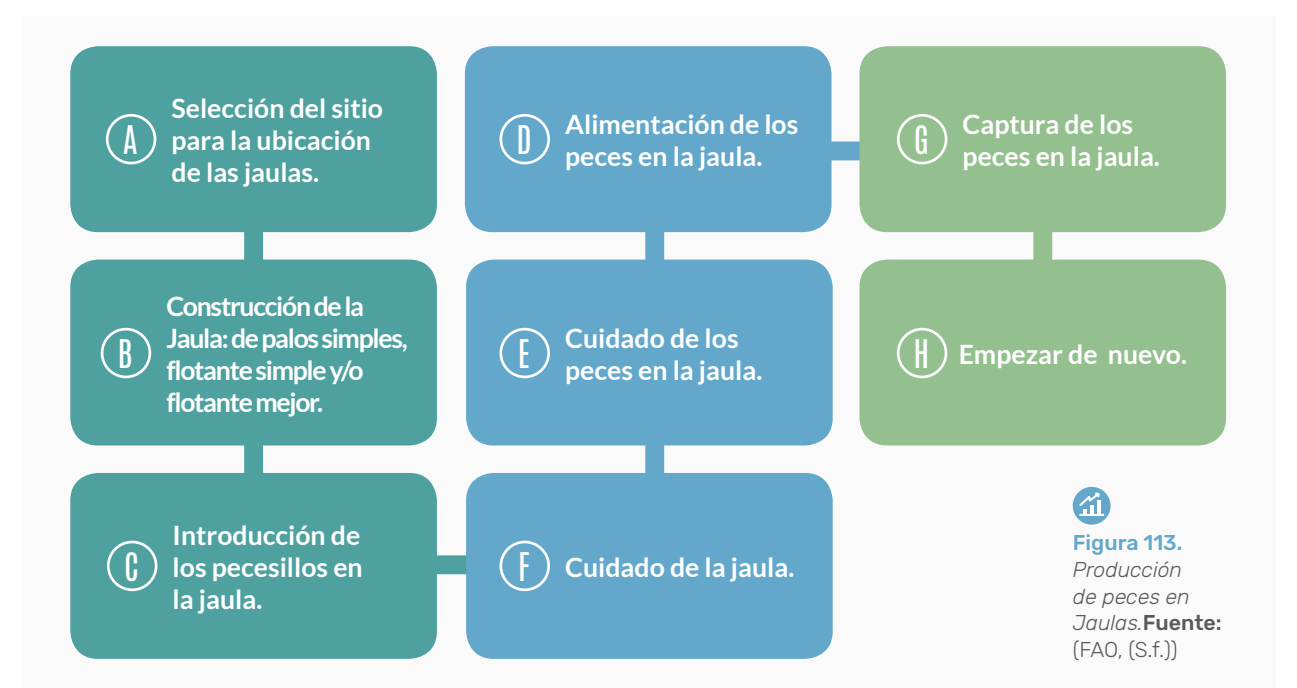 A
Selección del sitio
para la ubicación
de las jaulas.
B
Construcción de la
Jaula: de palos simples,
flotante simple y/o
flotante mejor.
C
Introducción de
los pecesillos en
la jaula.
D
Alimentación de los
peces en la jaula.
E
Cuidado de los
peces en la jaula.
F
Cuidado de la jaula.
G
Captura de los
peces en la jaula.
H
Empezar de nuevo.
Figura 113.
Producción
de peces en
Jaulas.Fuente:
(FAO, (S.f.))